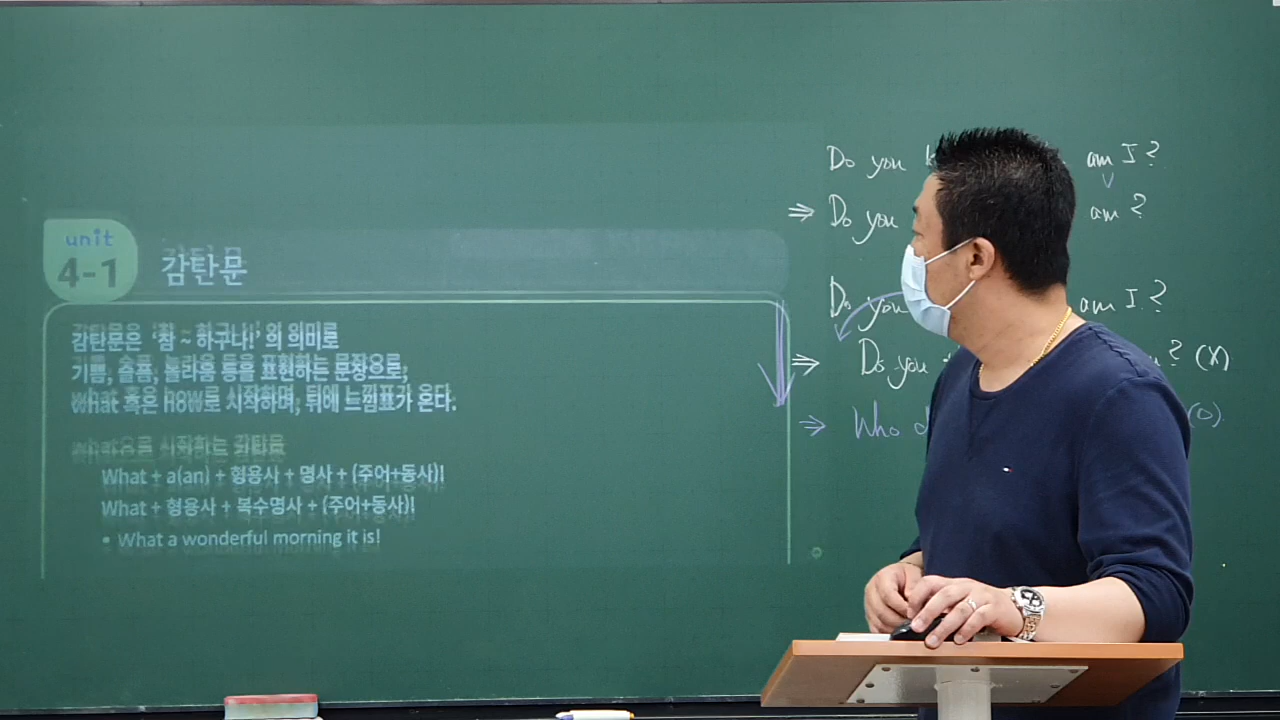 unit
4-1
감탄문
감탄문은 ‘참 ~ 하구나!’ 의 의미로
기쁨, 슬픔, 놀라움 등을 표현하는 문장으로,
what 혹은 how로 시작하며, 뒤에 느낌표가 온다.
what으로 시작하는 감탄문
What + a(an) + 형용사 + 명사 + (주어+동사)!
What + 형용사 + 복수명사 + (주어+동사)!
• What a wonderful morning it is!
Do you am I?
⇒ Do you am?
Do you am I?
⇒ Do you ? (X)
⇒ Who (O)